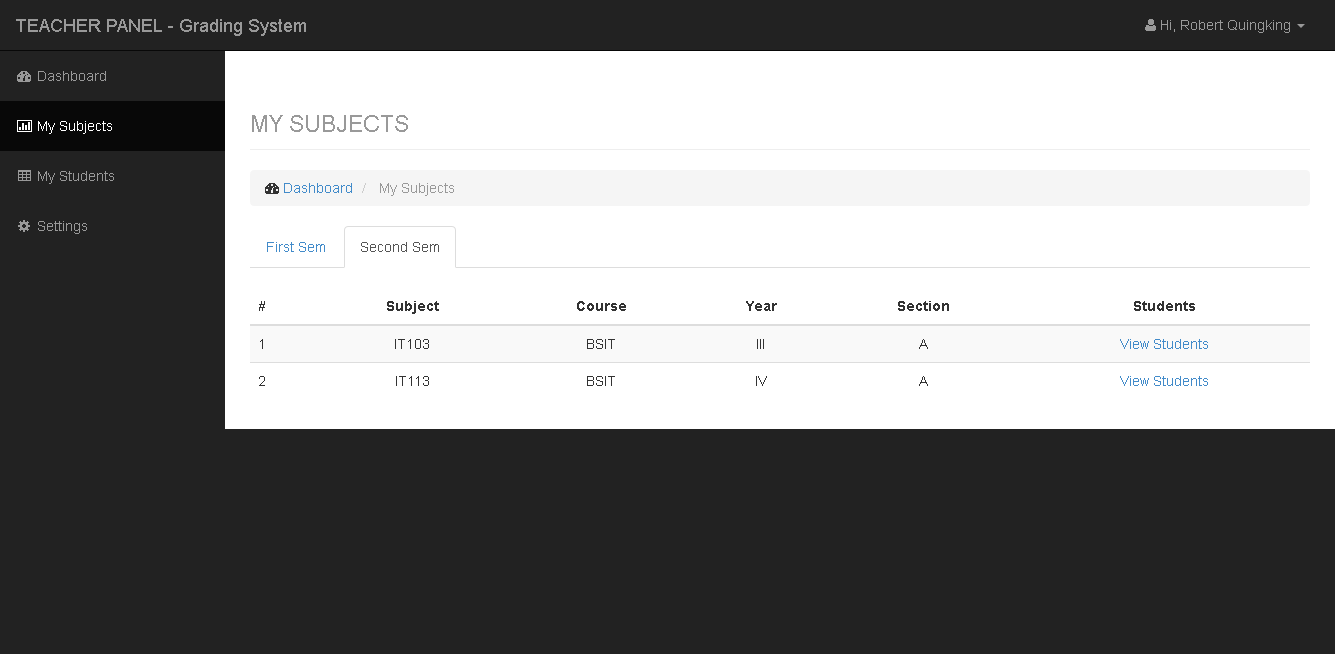 TEACHER PANEL - Grading System
Hi, Robert Quingking
Dashboard
My Subjects
My Students
Settings
MY SUBJECTS
Dashboard / My Subjects
First Sem Second Sem
# Subject Course Year Section Students
1 IT103 BSIT III A View Students
2 IT113 BSIT IV A View Students